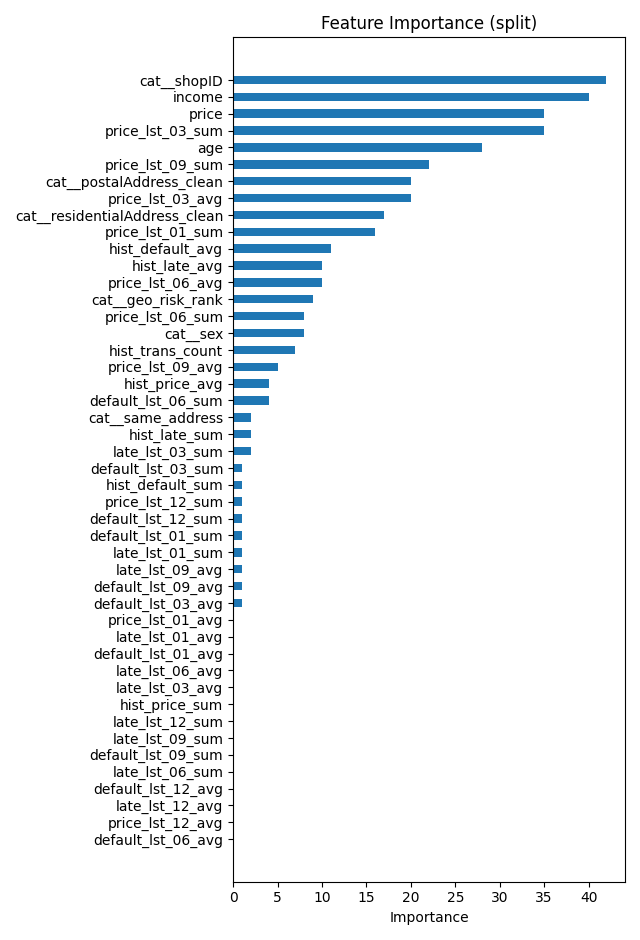 Feature Importance (split)
cat__shopID
income
price
price_lst_03_sum
age
price_lst_09_sum
cat__postalAddress_clean
price_lst_03_avg
cat__residentialAddress_clean
price_lst_01_sum
hist_default_avg
hist_late_avg
price_lst_06_avg
cat__geo_risk_rank
price_lst_06_sum
cat__sex
hist_trans_count
price_lst_09_avg
hist_price_avg
default_lst_06_sum
cat__same_address
hist_late_sum
late_lst_03_sum
default_lst_03_sum
hist_default_sum
price_lst_12_sum
default_lst_12_sum
default_lst_01_sum
late_lst_01_sum
late_lst_09_avg
default_lst_09_avg
default_lst_03_avg
price_lst_01_avg
late_lst_01_avg
default_lst_01_avg
late_lst_06_avg
late_lst_03_avg
hist_price_sum
late_lst_12_sum
late_lst_09_sum
default_lst_09_sum
late_lst_06_sum
default_lst_12_avg
late_lst_12_avg
price_lst_12_avg
default_lst_06_avg
0 5 10 15 20 25 30 35 40
Importance